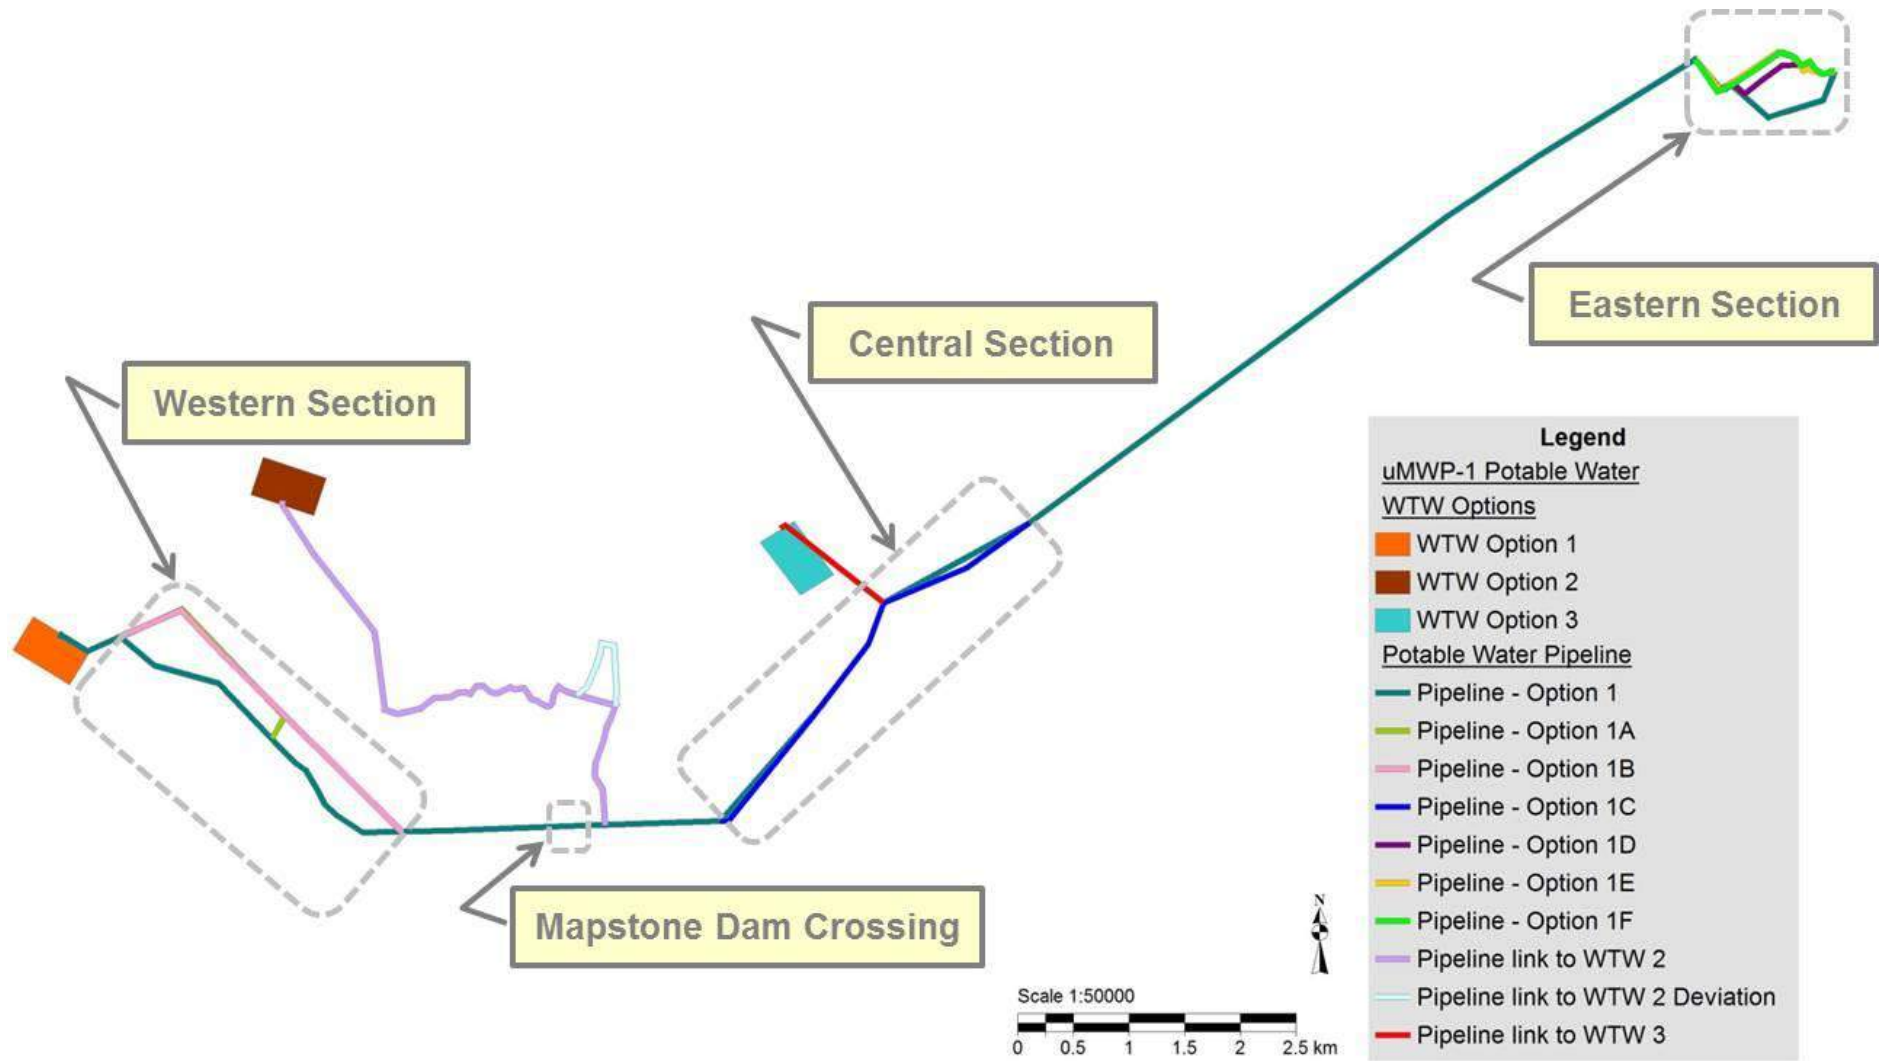 Eastern Section
Central Section
Western Section
Mapstone Dam Crossing
Legend
uMWP-1 Potable Water
WTW Options
WTW Option 1
WTW Option 2
WTW Option 3
Potable Water Pipeline
Pipeline - Option 1
Pipeline - Option 1A
Pipeline - Option 1B
Pipeline - Option 1C
Pipeline - Option 1D
Pipeline - Option 1E
Pipeline - Option 1F
Pipeline link to WTW 2
Pipeline link to WTW 2 Deviation
Pipeline link to WTW 3
N
Scale 1:50000
0 0.5 1 1.5 2 2.5 km